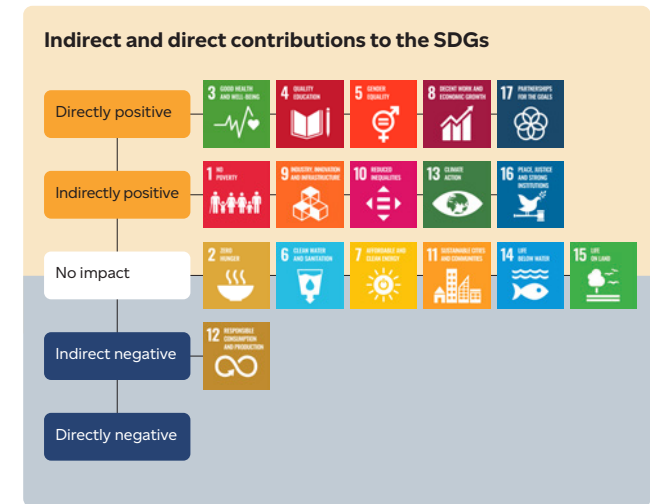 Indirect and direct contributions to the SDGs
Directly positive
3 GOOD HEALTH
AND WELL-BEING
4 QUALITY
EDUCATION
5 GENDER
EQUALITY
8 DECENT WORK AND
ECONOMIC GROWTH
17 PARTNERSHIPS
FOR THE GOALS
Indirectly positive
1 NO
POVERTY
9 INDUSTRY, INNOVATION
AND INFRASTRUCTURE
10 REDUCED
INEQUALITIES
13 CLIMATE
ACTION
16 PEACE, JUSTICE
AND STRONG
INSTITUTIONS
No impact
2 ZERO
HUNGER
6 CLEAN WATER
AND SANITATION
7 AFFORDABLE AND
CLEAN ENERGY
11 SUSTAINABLE CITIES
AND COMMUNITIES
14 LIFE
BELOW WATER
15 LIFE
ON LAND
Indirect negative
12 RESPONSIBLE
CONSUMPTION
AND PRODUCTION
Directly negative